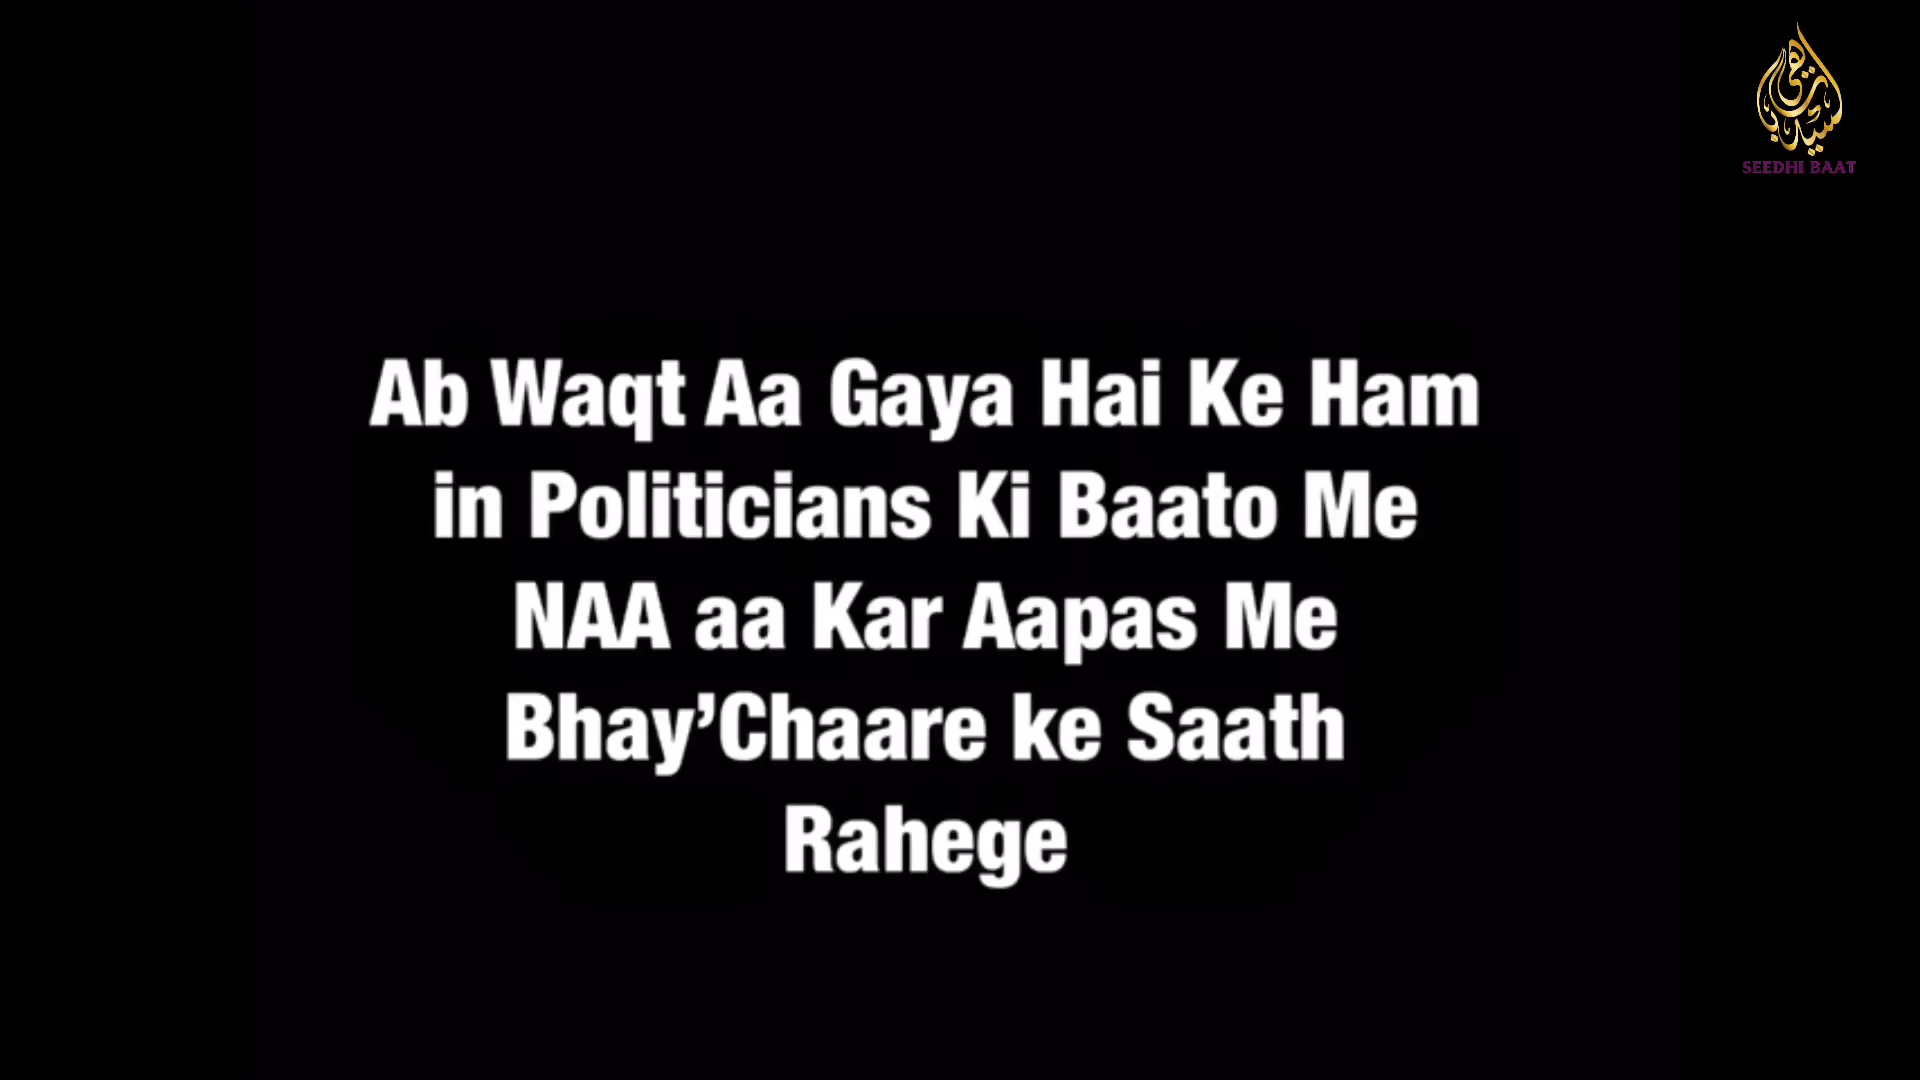 SEEDHI BAAT
Ab Waqt Aa Gaya Hai Ke Ham
in Politicians Ki Baato Me
NAA aa Kar Aapas Me
Bhay’Chaare ke Saath
Rahege